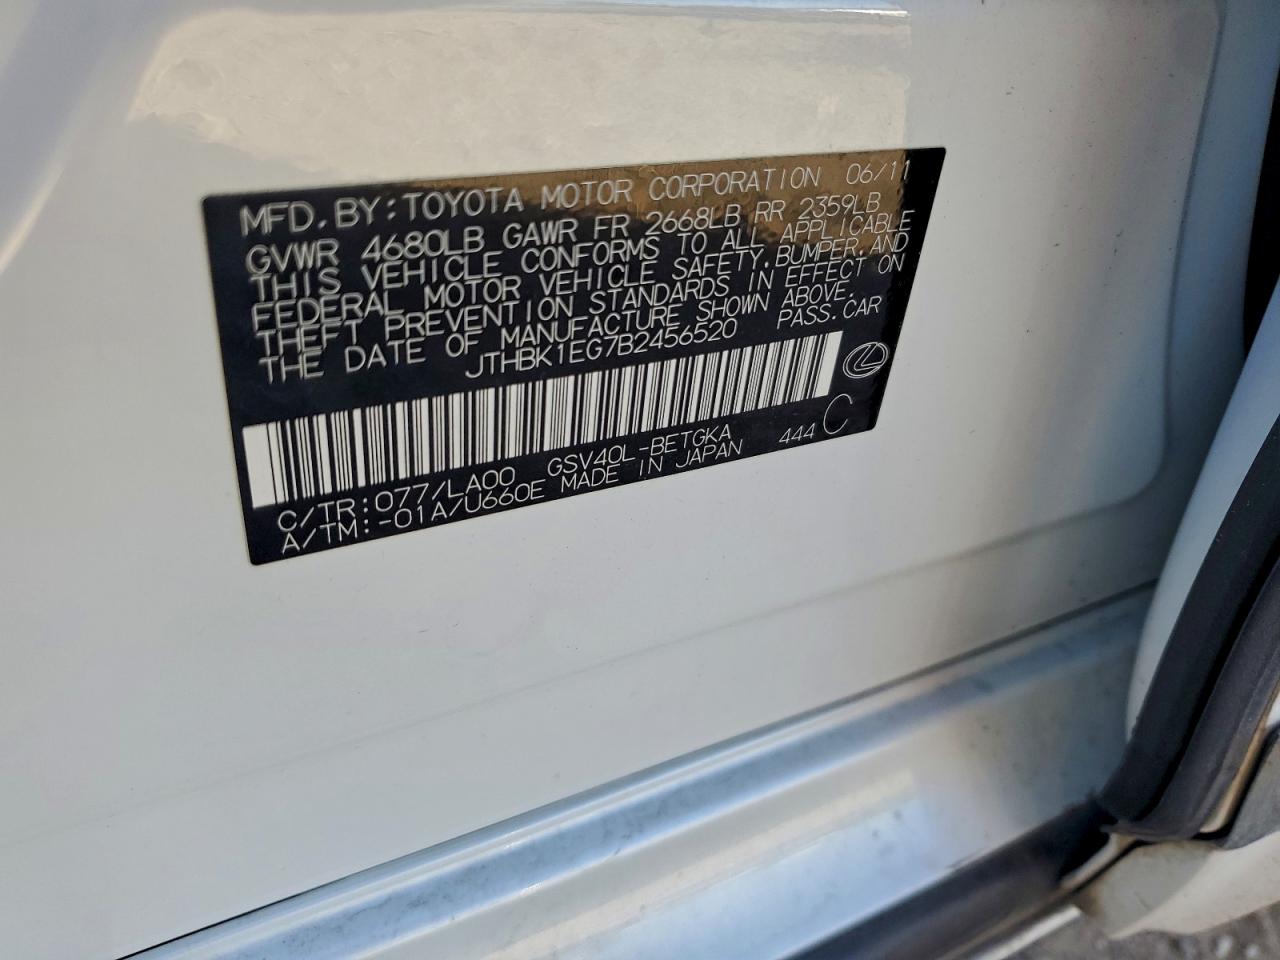 MFD.BY:TOYOTA MOTOR CORPORATION 06/11
GVWR 4680LB GAWR FR 2668LB RR 2359LB
THIS VEHICLE CONFORMS TO ALL APPLICABLE
FEDERAL MOTOR VEHICLE SAFETY,BUMPER,AND
THEFT PREVENTION STANDARDS IN EFFECT ON
THE DATE OF MANUFACTURE SHOWN ABOVE.
JTHBK1EG7B2456520 PASS.CAR
C/TR:077/LA00 GSV40L-BETGKA 444 C
A/TM:-01A/U660E MADE IN JAPAN